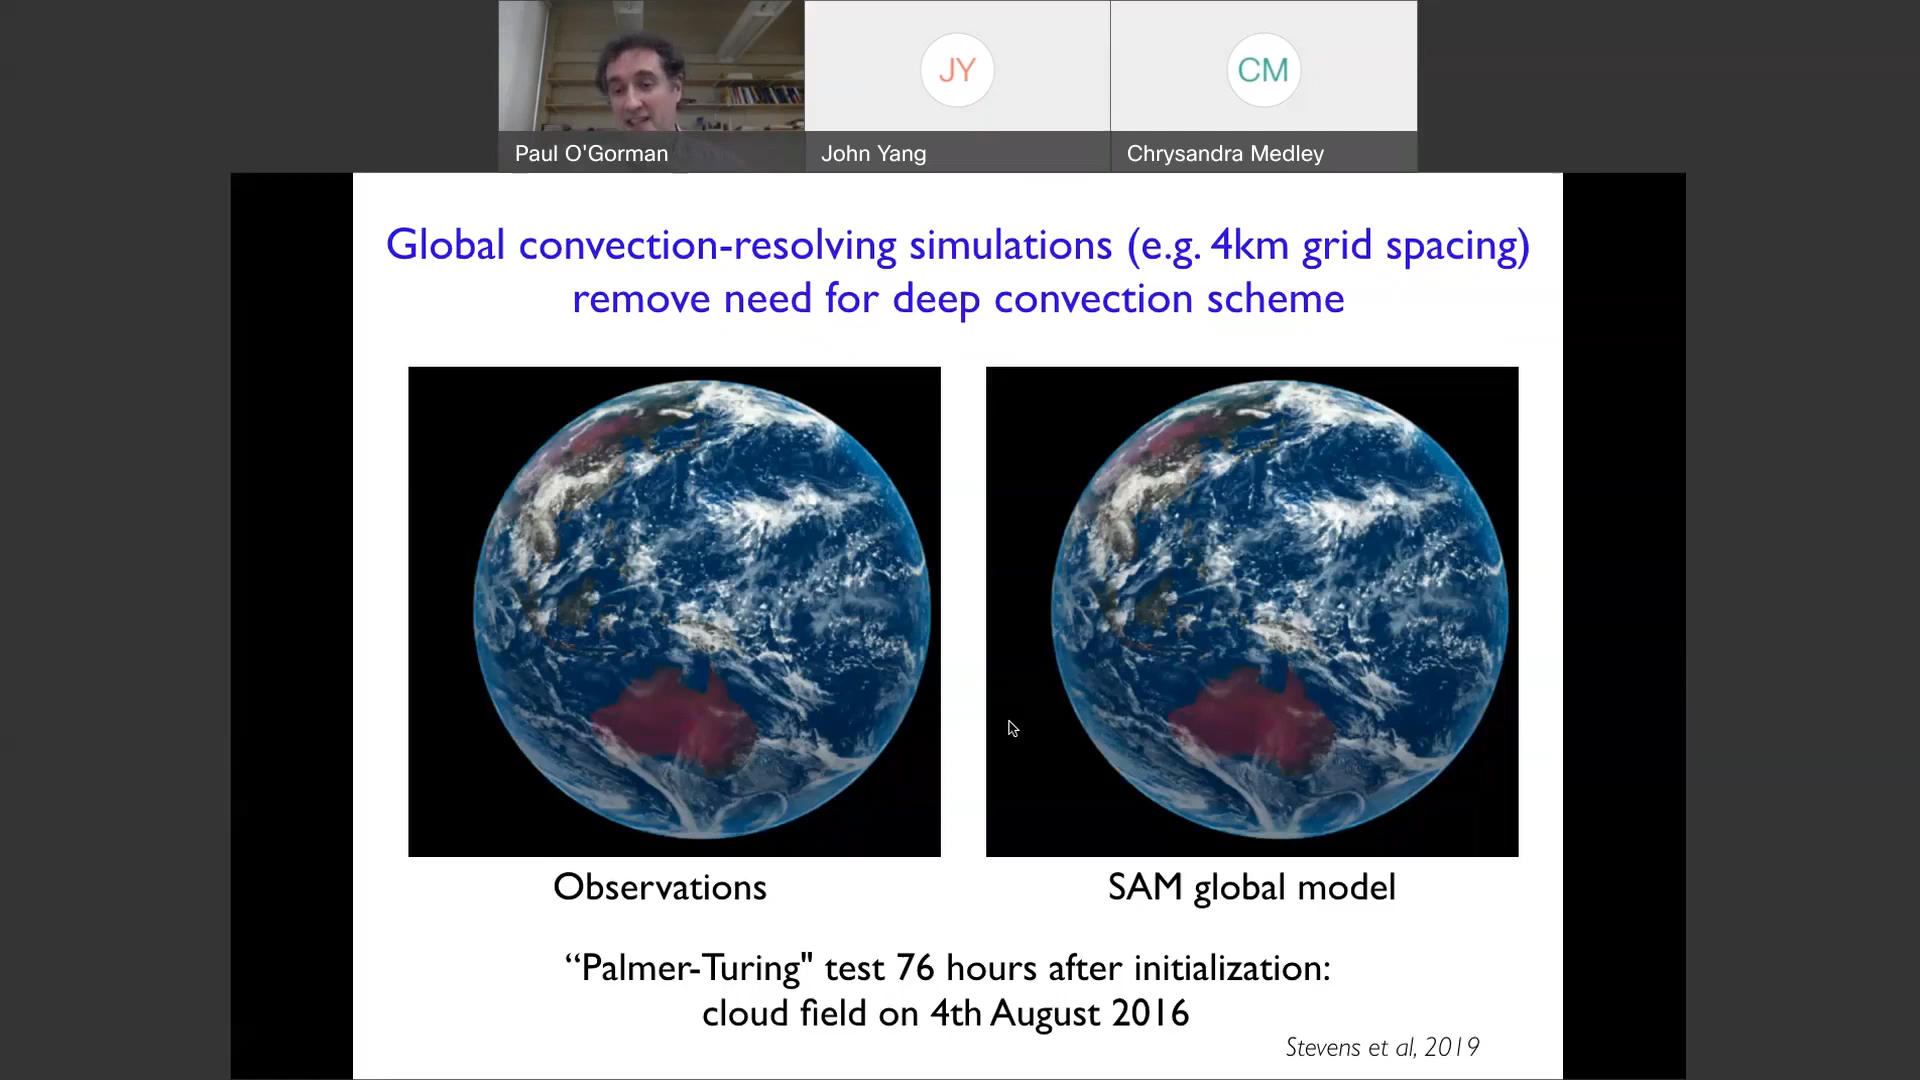 JY
CM
Paul O'Gorman
John Yang
Chrysandra Medley
Global convection-resolving simulations (e.g. 4km grid spacing)
remove need for deep convection scheme
Observations
SAM global model
“Palmer-Turing" test 76 hours after initialization:
cloud field on 4th August 2016
Stevens et al, 2019